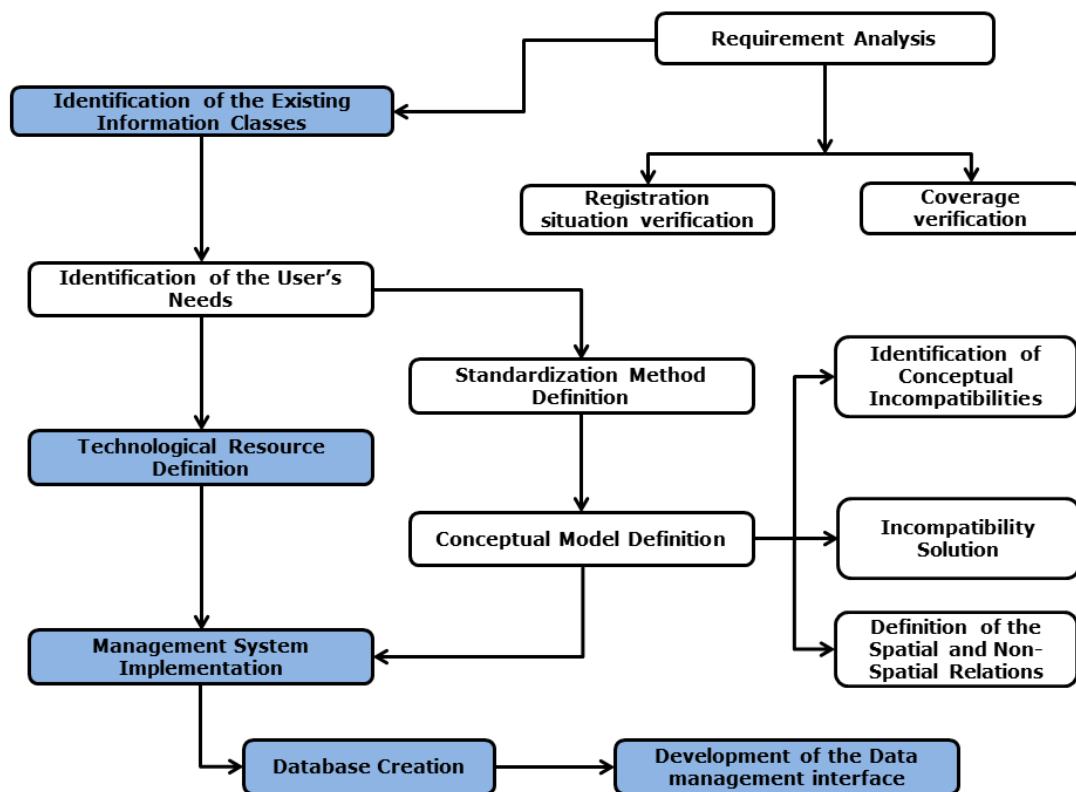 Requirement Analysis
Identification of the Existing
Information Classes
Registration
situation verification
Coverage
verification
Identification of the User’s
Needs
Standardization Method
Definition
Identification of
Conceptual
Incompatibilities
Technological Resource
Definition
Conceptual Model Definition
Incompatibility
Solution
Management System
Implementation
Definition of the
Spatial and Non-
Spatial Relations
Database Creation
Development of the Data
management interface